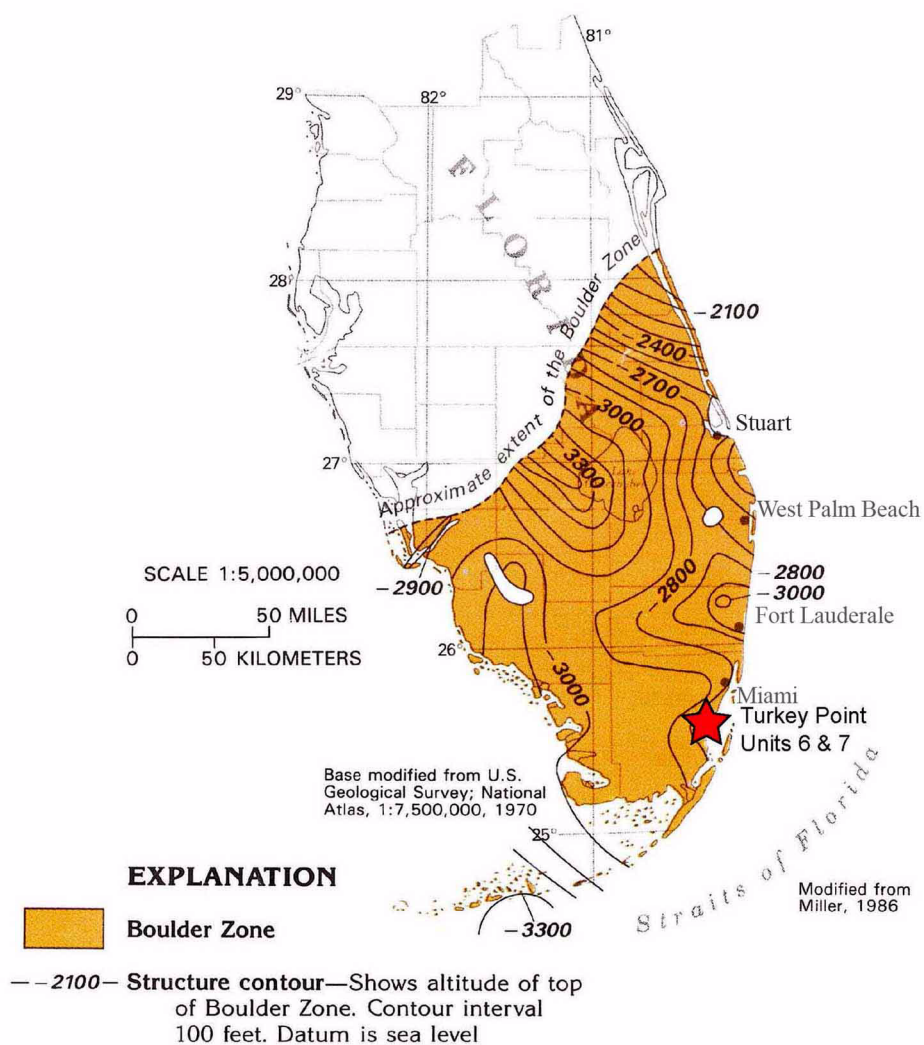 81°
29°
82°
FLORIDA
28°
-2100
-2400
-2700
-3000
-3300
Approximate extent of the Boulder Zone
Stuart
27°
Lake
West Palm Beach
SCALE 1:5,000,000
-2900
-2800
-2800
-3000
0 50 MILES
0 50 KILOMETERS
Fort Lauderale
26°
-3000
Miami
Turkey Point
Units 6 & 7
Base modified from U.S.
Geological Survey; National
Atlas, 1:7,500,000, 1970
25°
Straits of Florida
Modified from
Miller, 1986
-3300
EXPLANATION
Boulder Zone
— -2100— Structure contour—Shows altitude of top
of Boulder Zone. Contour interval
100 feet. Datum is sea level